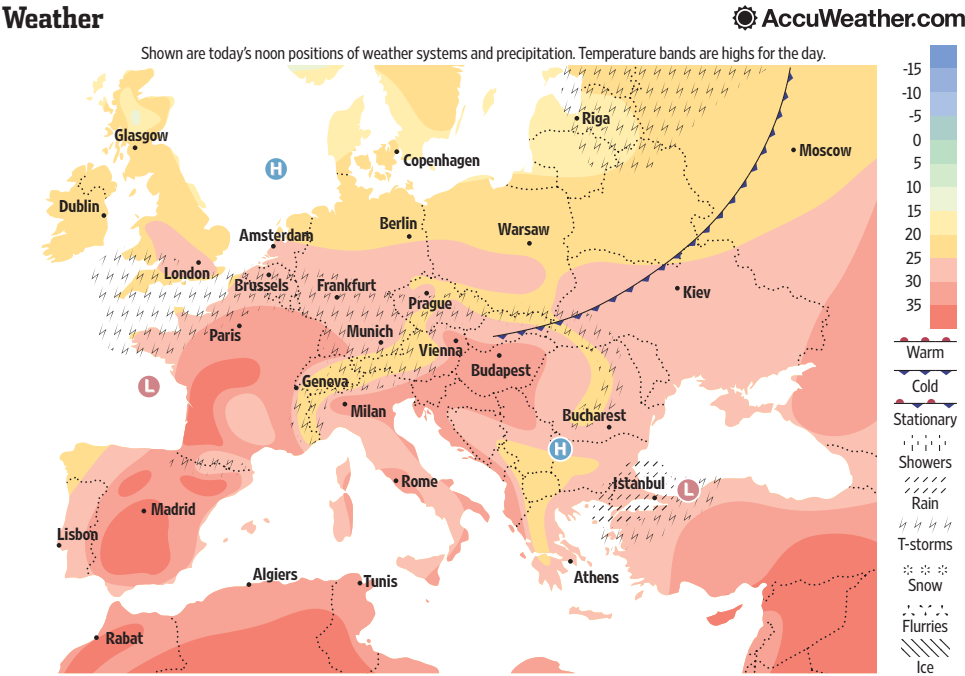 Weather
AccuWeather.com
Shown are today's noon positions of weather systems and precipitation. Temperature bands are highs for the day.
-15
-10
-5
0
5
10
15
20
25
30
35
Warm
Cold
Stationary
Showers
Rain
T-storms
Snow
Flurries
Ice
Riga
Glasgow
H
Copenhagen
Moscow
Dublin
Berlin
Warsaw
Amsterdam
London
Brussels
Frankfurt
Prague
Kiev
Paris
Munich
Vienna
Budapest
L
Geneva
Milan
Bucharest
H
Rome
Istanbul
L
Madrid
Lisbon
Algiers
Tunis
Athens
Rabat